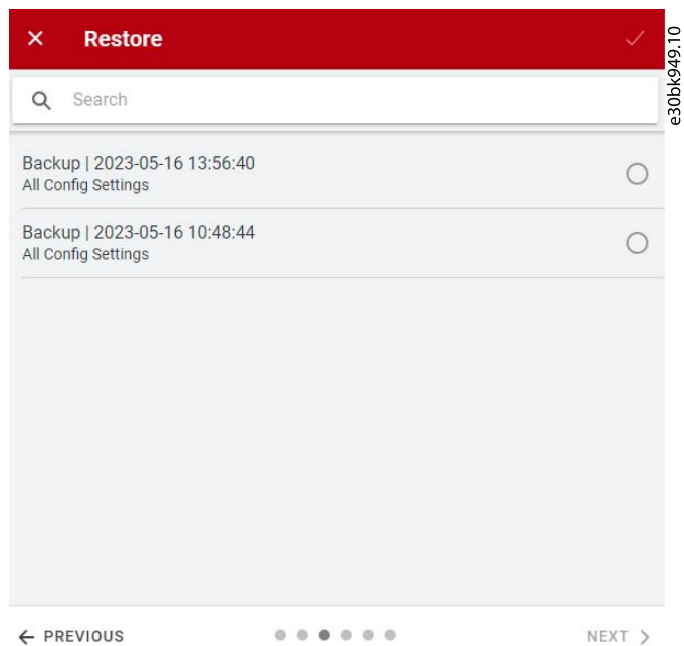 Restore
Search
Backup | 2023-05-16 13:56:40
All Config Settings
Backup | 2023-05-16 10:48:44
All Config Settings
PREVIOUS
NEXT
e30bk949.10